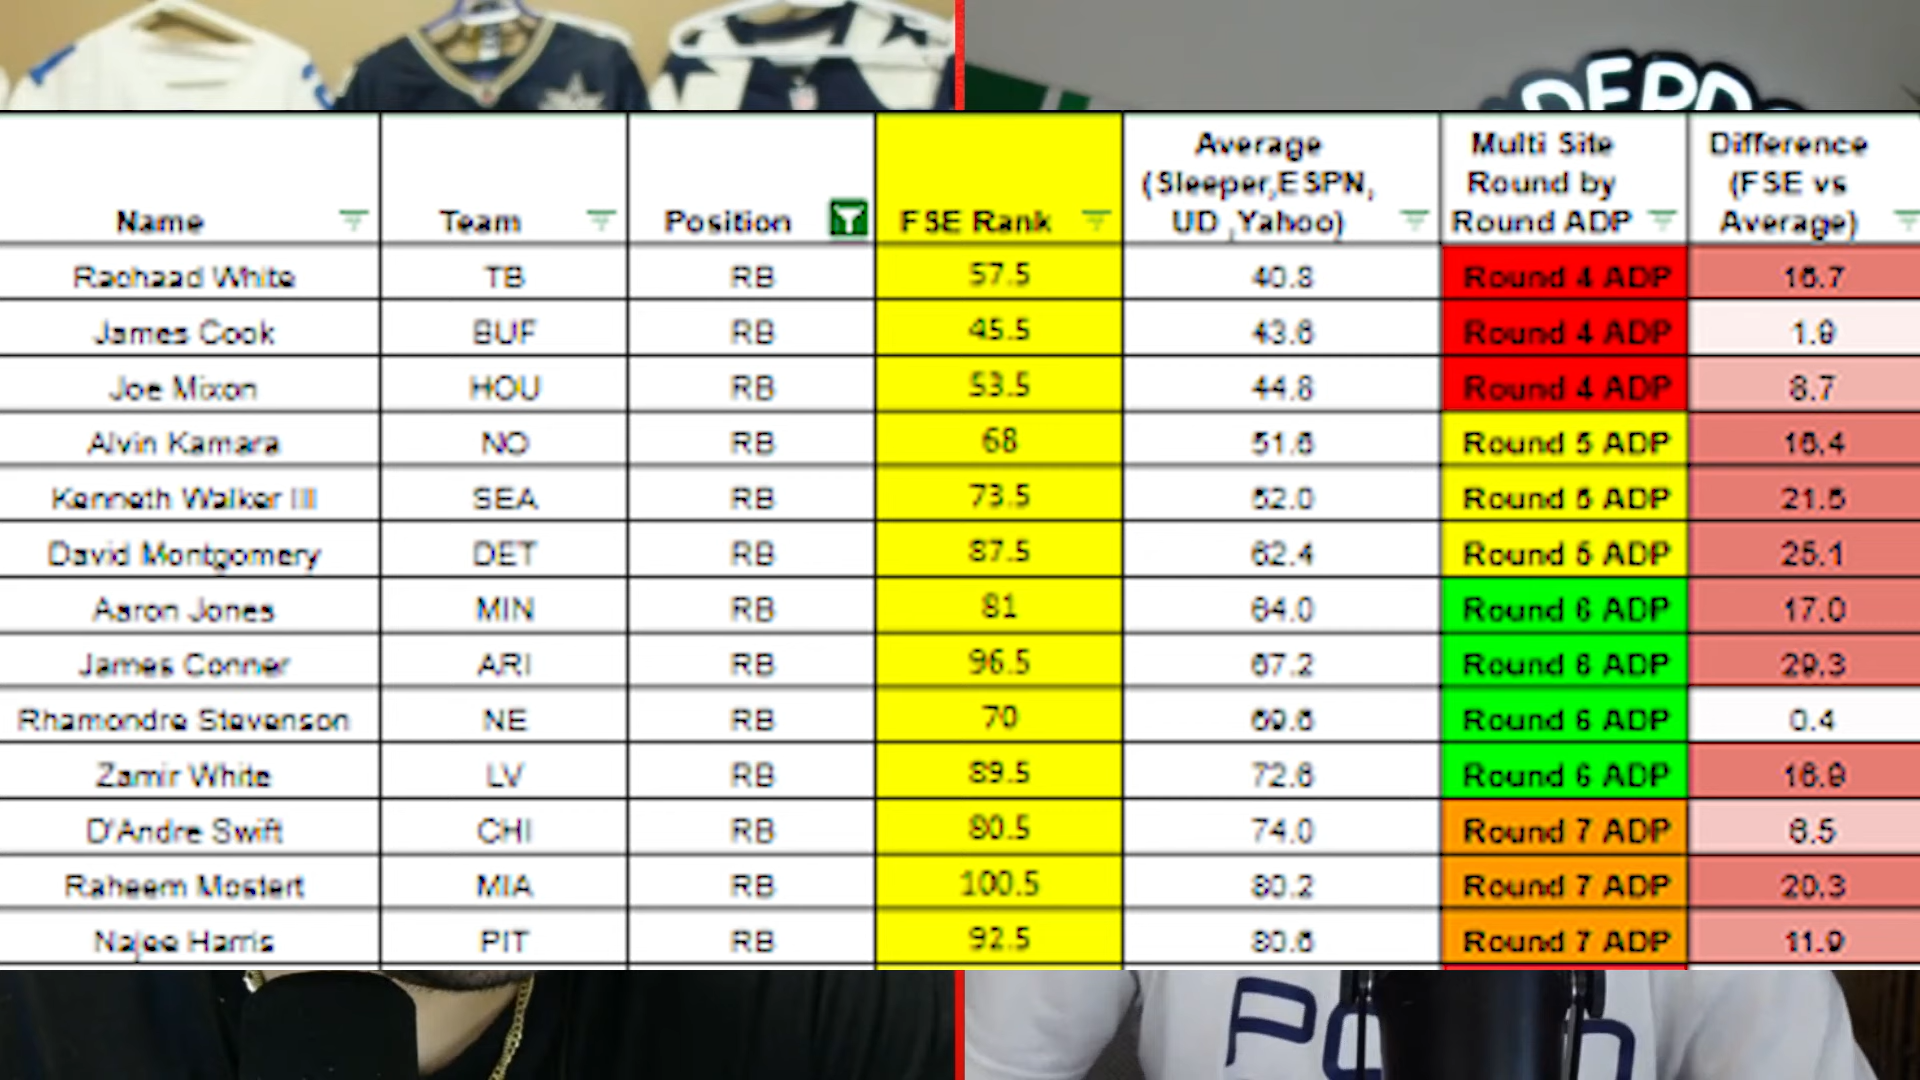 DERD
Average Multi Site Difference
(Sleeper,ESPN, Round by (FSE vs
Name Team Position FSE Rank UD ,Yahoo) Round ADP Average)
Rachaad White TB RB 57.5 40.8 Round 4 ADP 16.7
James Cook BUF RB 45.5 43.6 Round 4 ADP 1.9
Joe Mixon HOU RB 53.5 44.8 Round 4 ADP 8.7
Alvin Kamara NO RB 68 51.6 Round 5 ADP 16.4
Kenneth Walker III SEA RB 73.5 52.0 Round 5 ADP 21.5
David Montgomery DET RB 87.5 62.4 Round 5 ADP 25.1
Aaron Jones MIN RB 81 64.0 Round 6 ADP 17.0
James Conner ARI RB 96.5 67.2 Round 6 ADP 29.3
Rhamondre Stevenson NE RB 70 69.6 Round 6 ADP 0.4
Zamir White LV RB 89.5 72.6 Round 6 ADP 16.9
D'Andre Swift CHI RB 80.5 74.0 Round 7 ADP 6.5
Raheem Mostert MIA RB 100.5 80.2 Round 7 ADP 20.3
Najee Harris PIT RB 92.5 80.6 Round 7 ADP 11.9